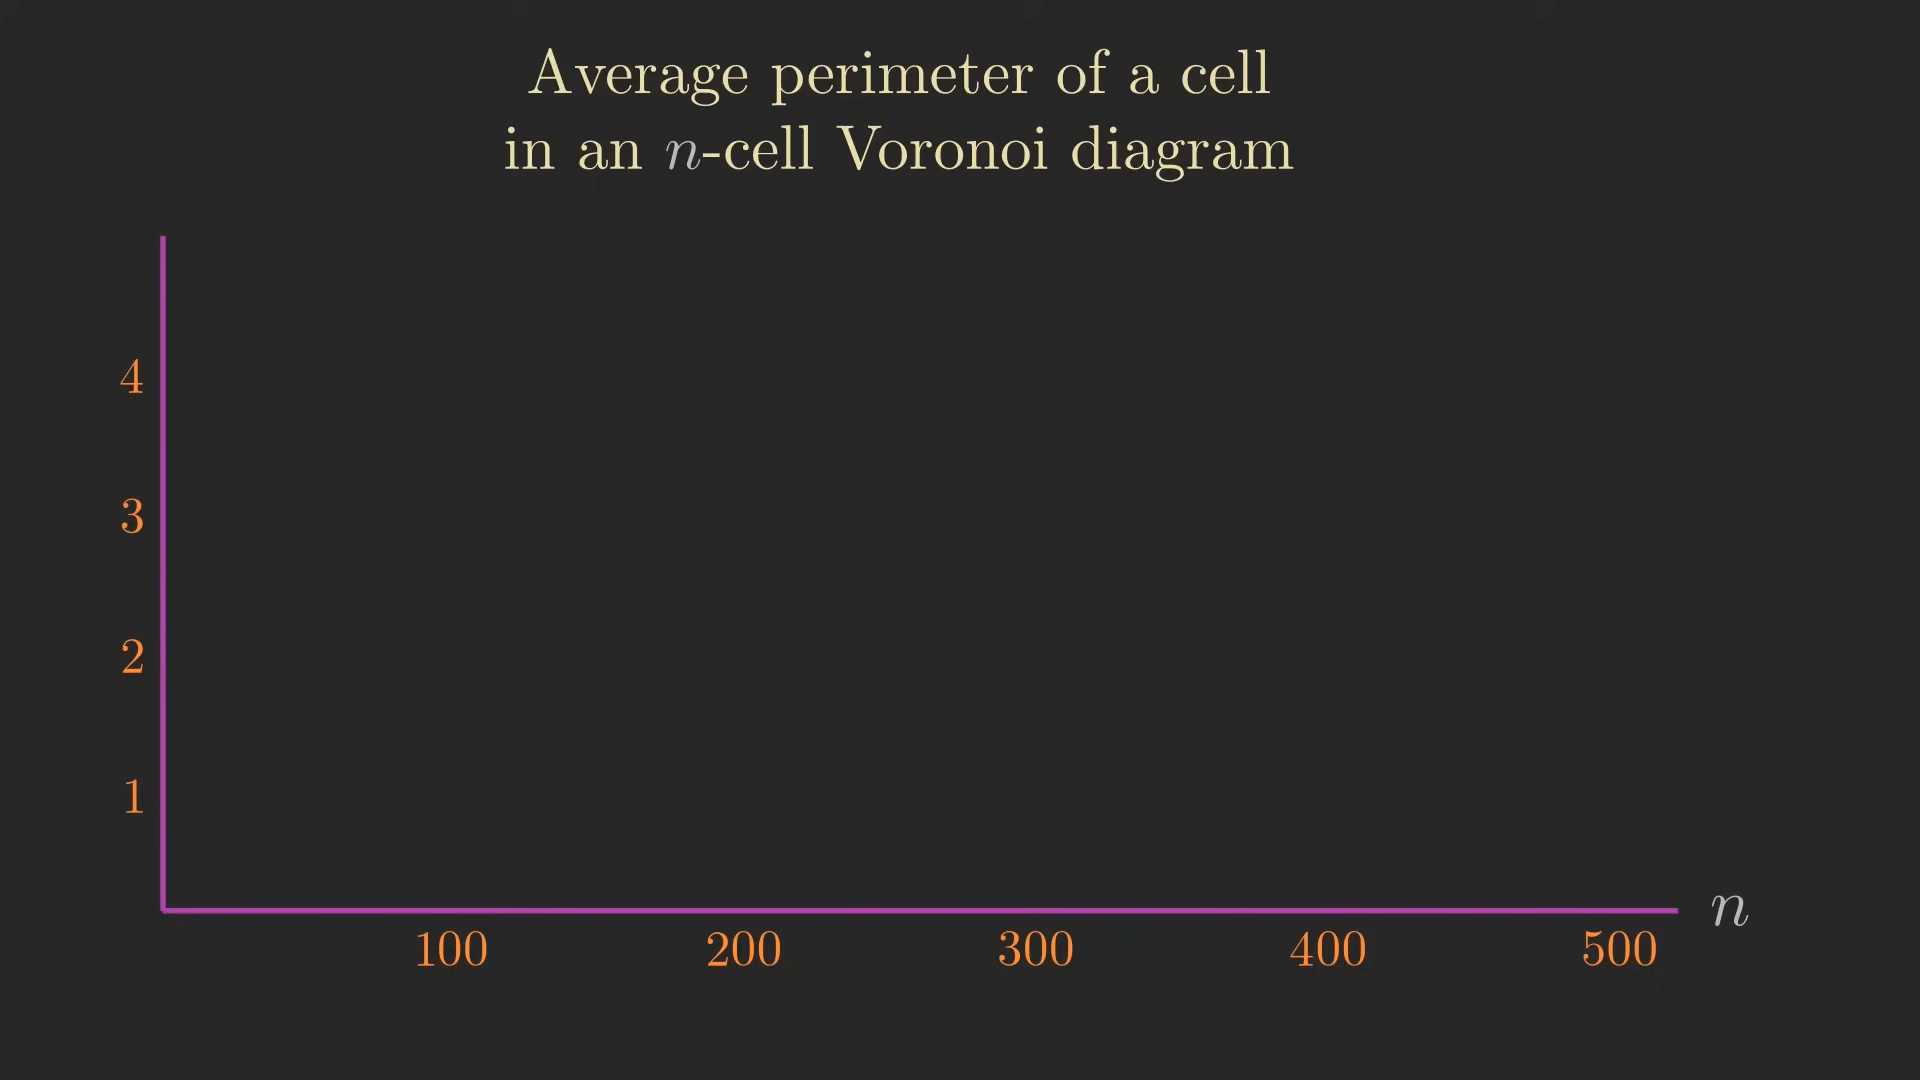 Average perimeter of a cell
in an n-cell Voronoi diagram
4
3
2
1
n
100 200 300 400 500